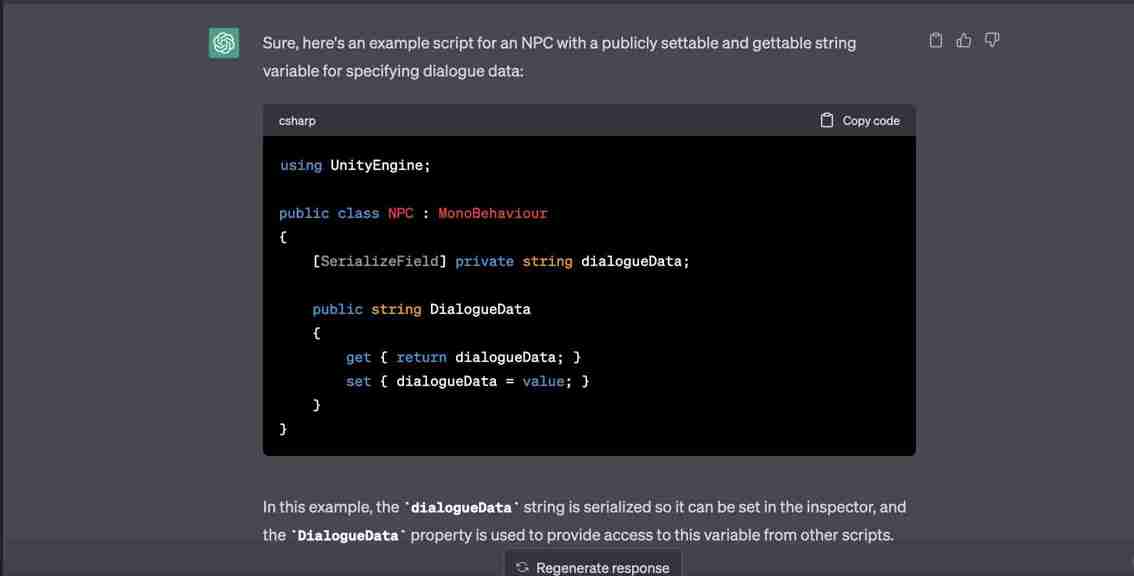 Sure, here's an example script for an NPC with a publicly settable and gettable string
variable for specifying dialogue data:
csharp
Copy code
using UnityEngine;
public class NPC : MonoBehaviour
{
[SerializeField] private string dialogueData;
public string DialogueData
{
get { return dialogueData; }
set { dialogueData = value; }
}
}
In this example, the `dialogueData` string is serialized so it can be set in the inspector, and
the `DialogueData` property is used to provide access to this variable from other scripts.
Regenerate response